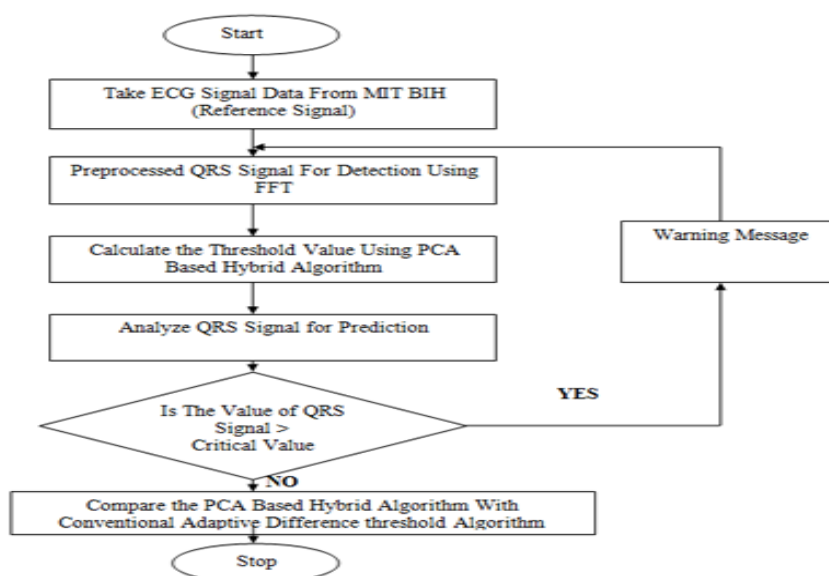 Start
Take ECG Signal Data From MIT BIH
(Reference Signal)
Preprocessed QRS Signal For Detection Using
FFT
Calculate the Threshold Value Using PCA
Based Hybrid Algorithm
Warning Message
Analyze QRS Signal for Prediction
YES
Is The Value of QRS
Signal >
Critical Value
NO
Compare the PCA Based Hybrid Algorithm With
Conventional Adaptive Difference threshold Algorithm
Stop